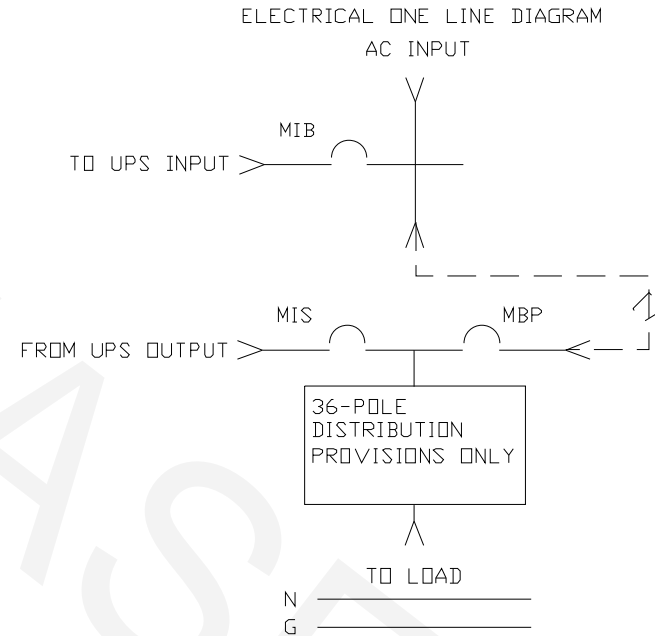 ELECTRICAL ONE LINE DIAGRAM
AC INPUT
MIB
TO UPS INPUT
MIS
MBP
FROM UPS OUTPUT
36-POLE
DISTRIBUTION
PROVISIONS ONLY
TO LOAD
N
G